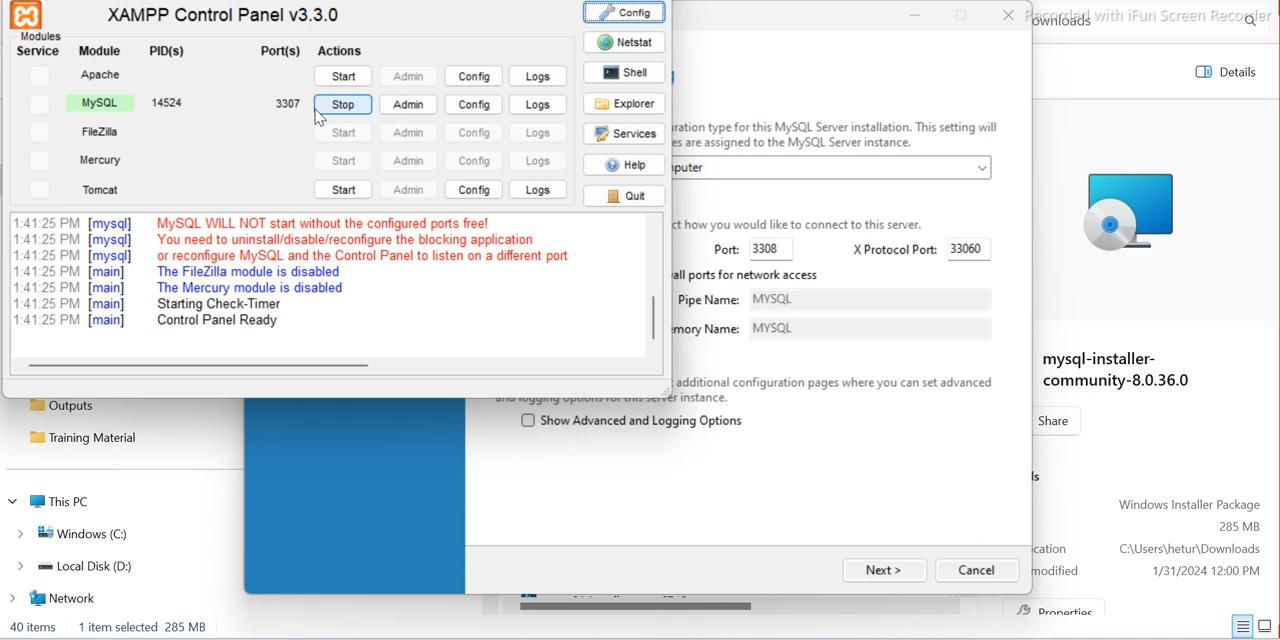 XAMPP Control Panel v3.3.0
Config
Recorded with iFun Screen Recorder
ownloads
Modules
Service Module PID(s) Port(s) Actions
Netstat
Apache Start Admin Config Logs
Shell
Details
MySQL 14524 3307 Stop Admin Config Logs
Explorer
FileZilla Start Admin Config Logs
Services
uration type for this MySQL Server installation. This setting will
es are assigned to the MySQL Server instance.
Mercury Start Admin Config Logs
Help
puter
Tomcat Start Admin Config Logs
Quit
1:41:25 PM [mysql] MySQL WILL NOT start without the configured ports free!
1:41:25 PM [mysql] You need to uninstall/disable/reconfigure the blocking application
1:41:25 PM [mysql] or reconfigure MySQL and the Control Panel to listen on a different port
1:41:25 PM [main] The FileZilla module is disabled
1:41:25 PM [main] The Mercury module is disabled
1:41:25 PM [main] Starting Check-Timer
1:41:25 PM [main] Control Panel Ready
ct how you would like to connect to this server.
Port: 3308 X Protocol Port: 33060
all ports for network access
Pipe Name: MYSQL
emory Name: MYSQL
additional configuration pages where you can set advanced
and logging options for this server instance.
Show Advanced and Logging Options
Next > Cancel
mysql-installer-
community-8.0.36.0
Share
ls
Windows Installer Package
285 MB
ocation C:\Users\hetur\Downloads
modified 1/31/2024 12:00 PM
Properties
Outputs
Training Material
This PC
Windows (C:)
Local Disk (D:)
Network
40 items 1 item selected 285 MB